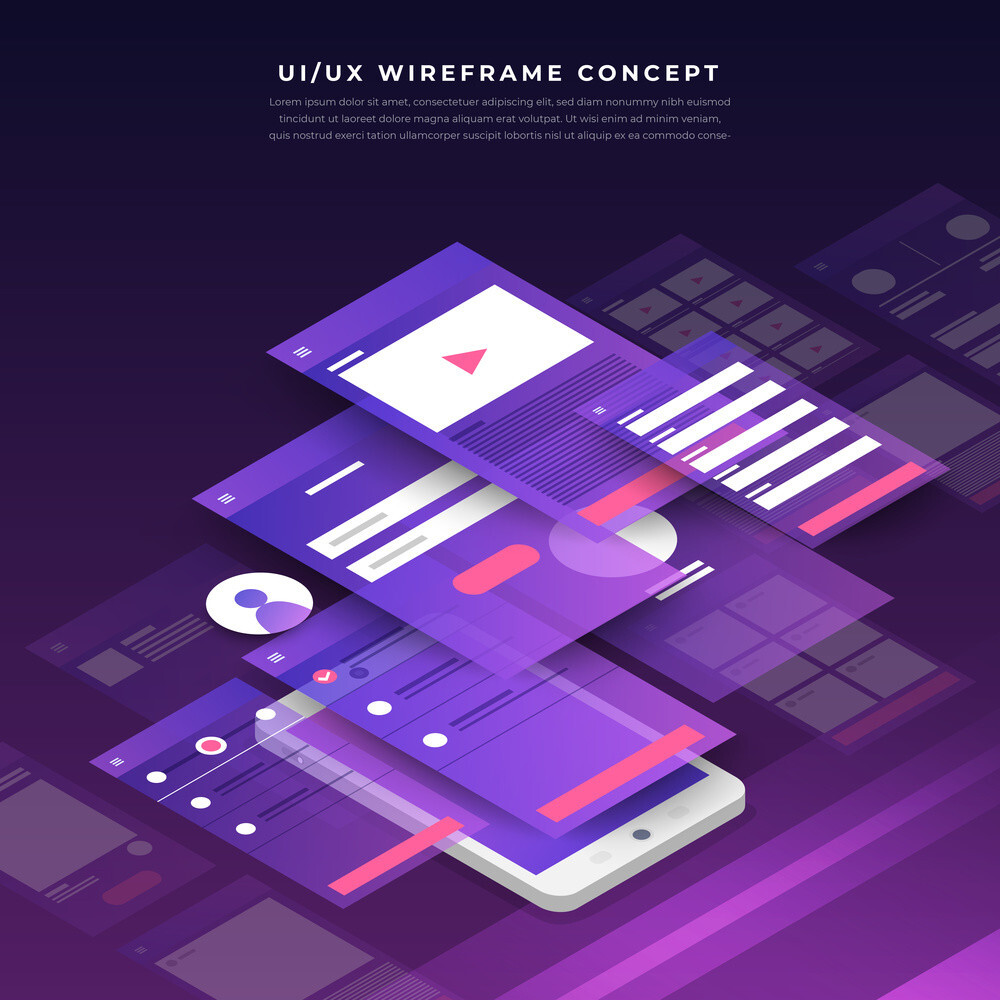 UI/UX WIREFRAME CONCEPT
Lorem ipsum dolor sit amet, consectetuer adipiscing elit, sed diam nonummy nibh euismod
tincidunt ut laoreet dolore magna aliquam erat volutpat. Ut wisi enim ad minim veniam,
quis nostrud exerci tation ullamcorper suscipit lobortis nisl ut aliquip ex ea commodo conse-